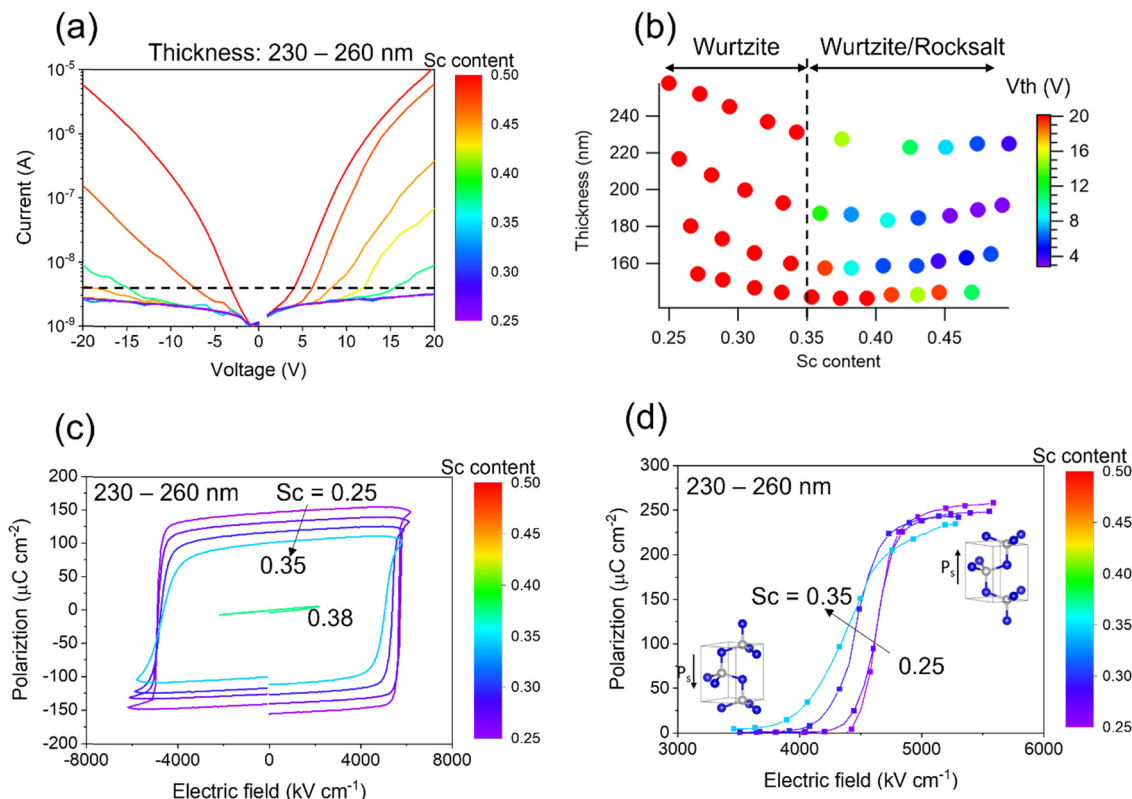 (a)
Thickness: 230 – 260 nm
Sc content
0.50
0.45
0.40
0.35
0.30
0.25
10⁻⁵
10⁻⁶
10⁻⁷
10⁻⁸
10⁻⁹
Current (A)
-20 -15 -10 -5 0 5 10 15 20
Voltage (V)
(b)
Wurtzite Wurtzite/Rocksalt
Vth (V)
20
16
12
8
4
240
220
200
180
160
Thickness (nm)
0.25 0.30 0.35 0.40 0.45
Sc content
(c)
Sc content
230 – 260 nm
Sc = 0.25
0.35
0.38
200
150
100
50
0
-50
-100
-150
-200
Polariztion (μC cm⁻²)
-8000 -4000 0 4000 8000
Electric field (kV cm⁻¹)
0.50
0.45
0.40
0.35
0.30
0.25
(d)
Sc content
230 – 260 nm
Sc = 0.35
0.25
Pₛ
Pₛ
300
250
200
150
100
50
0
Polariztion (μC cm⁻²)
3000 4000 5000 6000
Electric field (kV cm⁻¹)
0.50
0.45
0.40
0.35
0.30
0.25